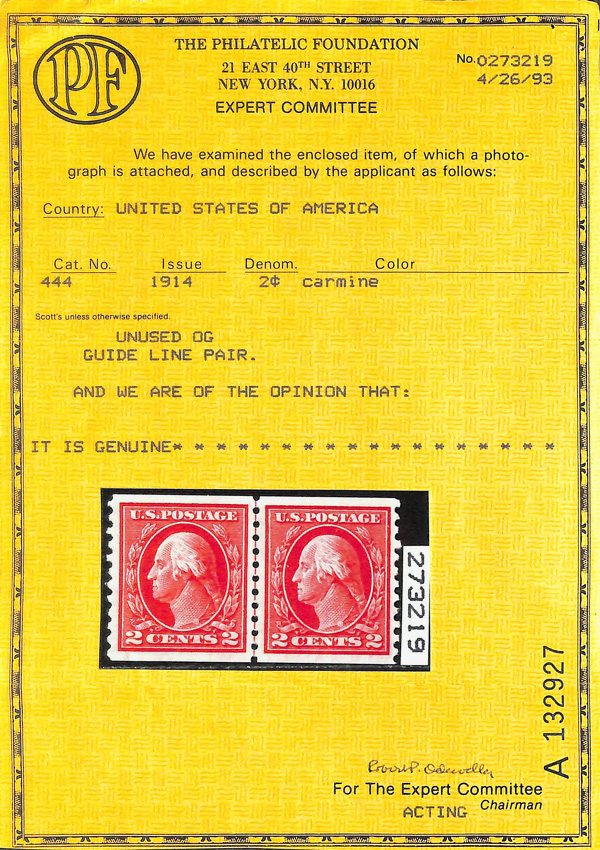 PF
THE PHILATELIC FOUNDATION
21 EAST 40TH STREET
NEW YORK, N.Y. 10016
EXPERT COMMITTEE
No. 0273219
4/26/93
We have examined the enclosed item, of which a photo-
graph is attached, and described by the applicant as follows:
Country: UNITED STATES OF AMERICA
Cat. No. Issue Denom. Color
444 1914 2¢ carmine
Scott's unless otherwise specified.
UNUSED OG
GUIDE LINE PAIR.
AND WE ARE OF THE OPINION THAT:
IT IS GENUINE* * * * * * * * * * * * * * * * * *
U.S. POSTAGE U.S. POSTAGE
2 CENTS 2 2 CENTS 2
273219
A 132927
For The Expert Committee
Chairman
ACTING